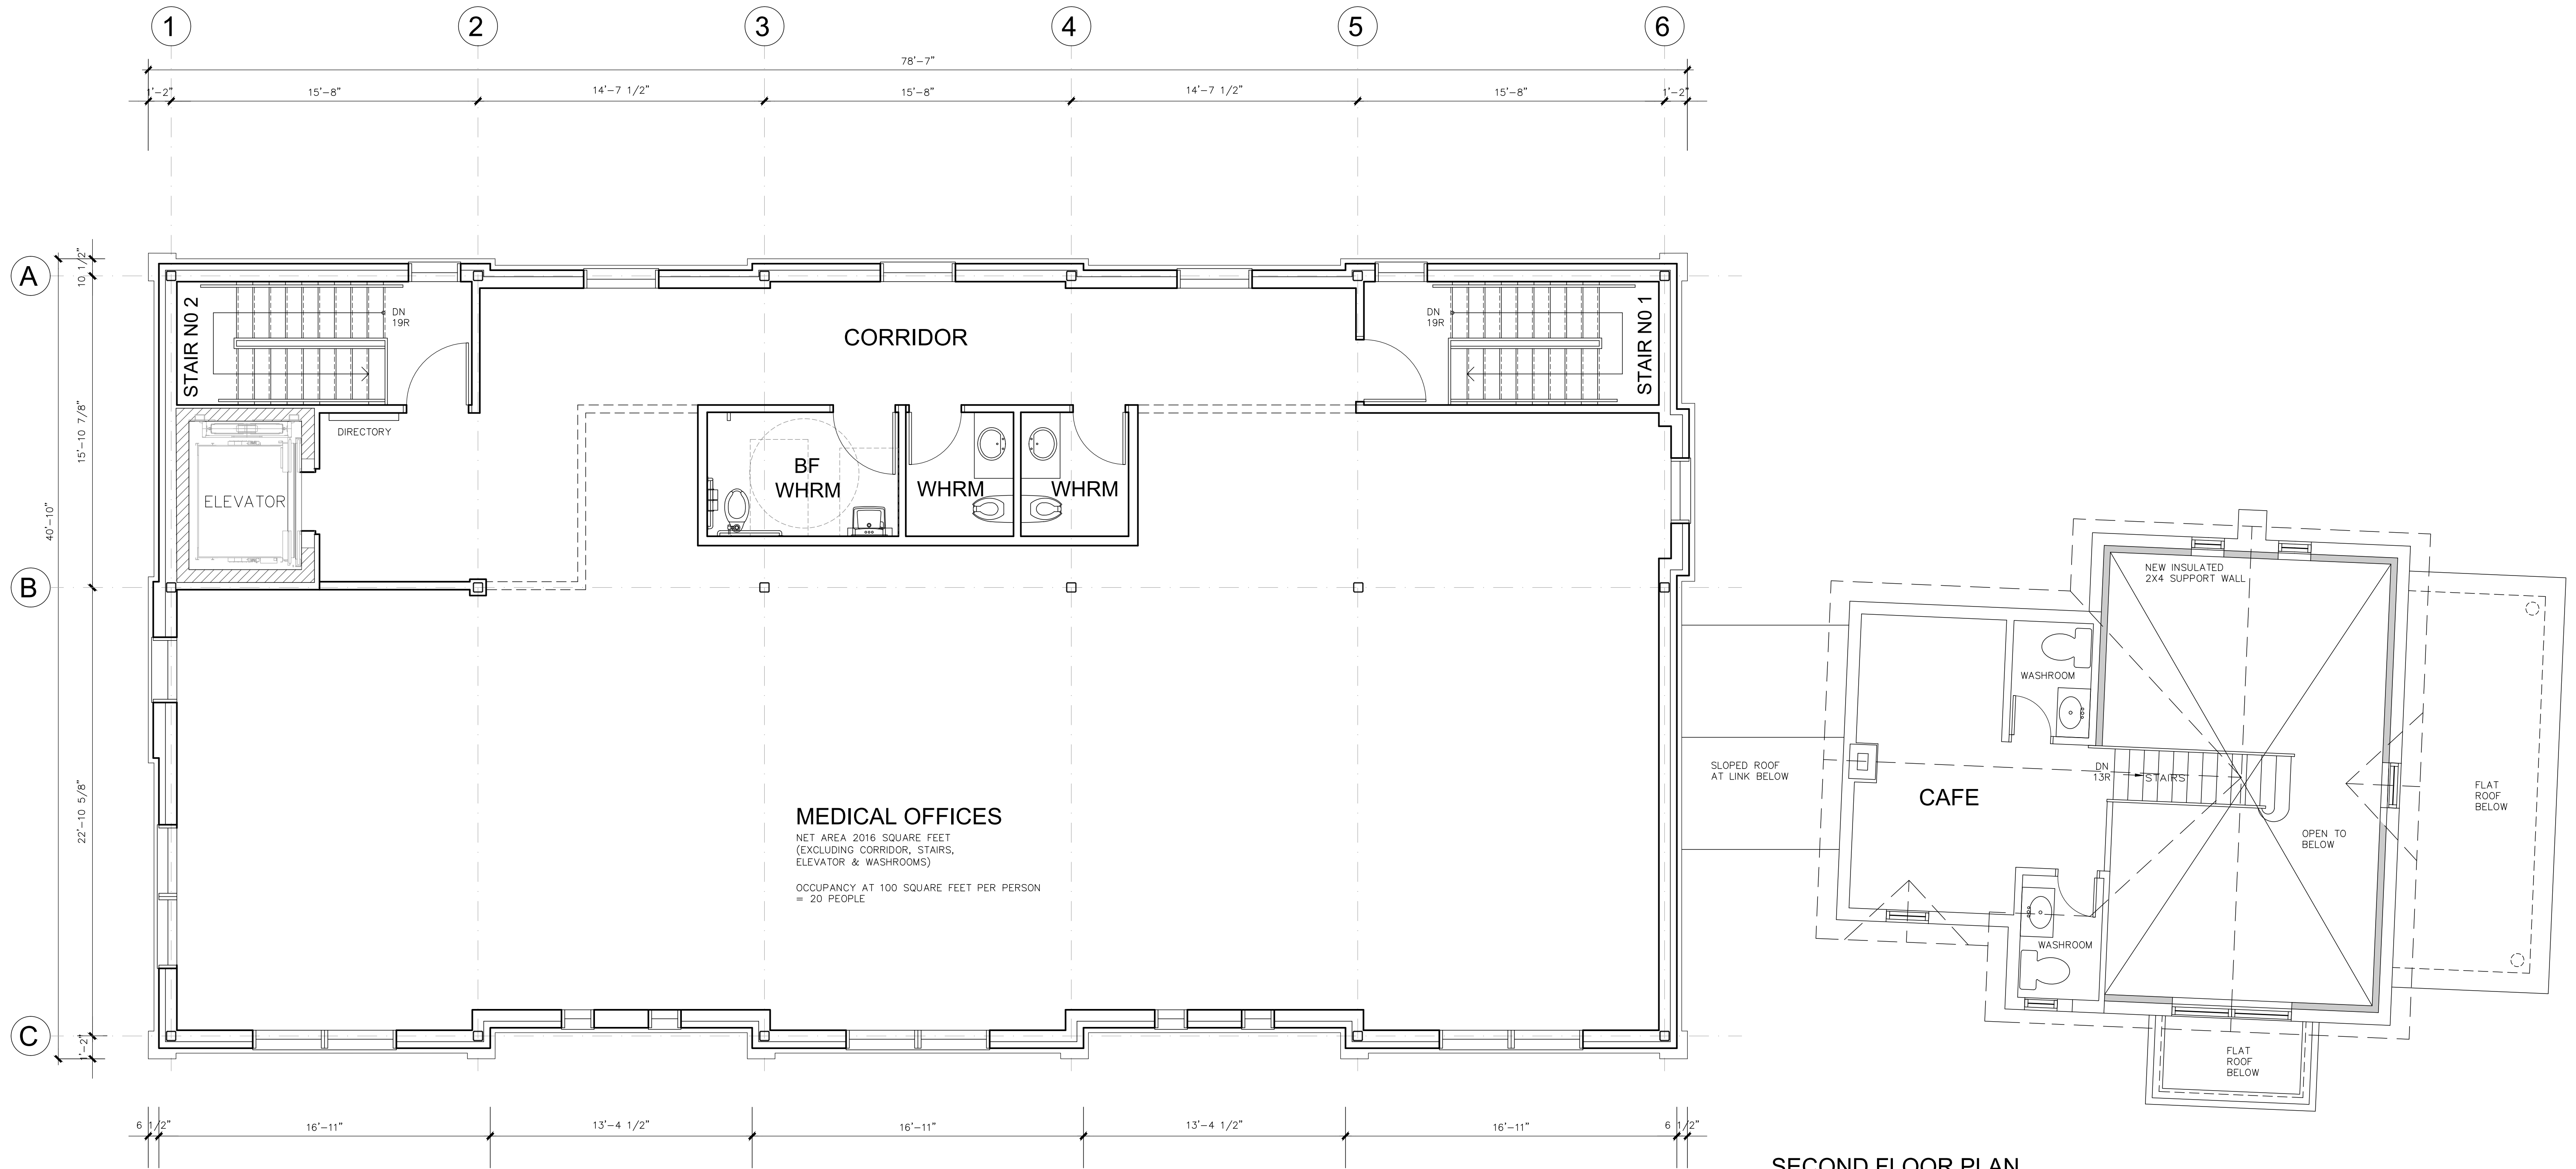 1 2 3 4 5 6
78'-7"
1'-2" 15'-8" 14'-7 1/2" 15'-8" 14'-7 1/2" 15'-8" 1'-2"
A
10 1/2"
STAIR N0 2
DN
19R
CORRIDOR
DN
19R
STAIR N0 1
DIRECTORY
15'-10 7/8"
40'-10"
ELEVATOR
BF
WHRM
WHRM
WHRM
B
NEW INSULATED
2X4 SUPPORT WALL
WASHROOM
SLOPED ROOF
AT LINK BELOW
DN
13R
STAIRS
CAFE
FLAT
ROOF
BELOW
OPEN TO
BELOW
22'-10 5/8"
MEDICAL OFFICES
NET AREA 2016 SQUARE FEET
(EXCLUDING CORRIDOR, STAIRS,
ELEVATOR & WASHROOMS)
OCCUPANCY AT 100 SQUARE FEET PER PERSON
= 20 PEOPLE
WASHROOM
C
1'-2"
FLAT
ROOF
BELOW
6 1/2" 16'-11" 13'-4 1/2" 16'-11" 13'-4 1/2" 16'-11" 6 1/2"
SECOND FLOOR PLAN